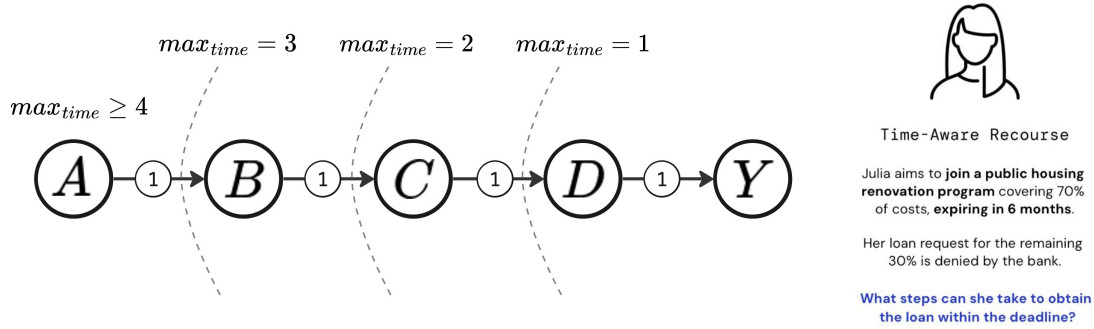 max_time = 3
max_time = 2
max_time = 1
max_time ≥ 4
A
1
B
1
C
1
D
1
Y
Time-Aware Recourse
Julia aims to join a public housing
renovation program covering 70%
of costs, expiring in 6 months.
Her loan request for the remaining
30% is denied by the bank.
What steps can she take to obtain
the loan within the deadline?